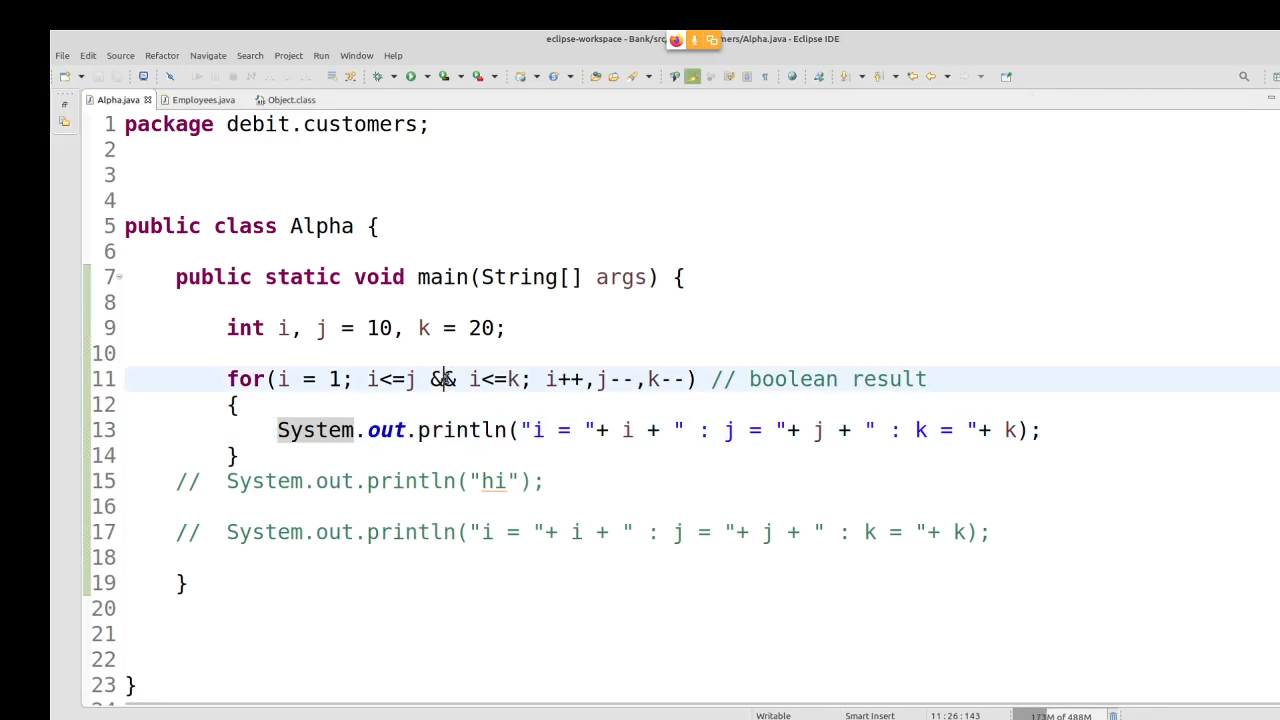 eclipse-workspace - Bank/src mers/Alpha.java - Eclipse IDE
File Edit Source Refactor Navigate Search Project Run Window Help
Alpha.java Employees.java Object.class
1 package debit.customers;
2
3
4
5 public class Alpha {
6
7     public static void main(String[] args) {
8
9         int i, j = 10, k = 20;
10
11         for(i = 1; i<=j && i<=k; i++,j--,k--) // boolean result
12         {
13             System.out.println("i = "+ i + " : j = "+ j + " : k = "+ k);
14         }
15     //  System.out.println("hi");
16
17     //  System.out.println("i = "+ i + " : j = "+ j + " : k = "+ k);
18
19     }
20
21
22
23 }
Writable Smart Insert 11:26:143 173M of 488M